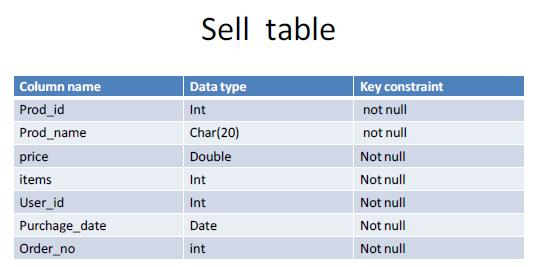 Sell table
Column name Data type Key constraint
Prod_id Int not null
Prod_name Char(20) not null
price Double Not null
items Int Not null
User_id Int Not null
Purchage_date Date Not null
Order_no int Not null